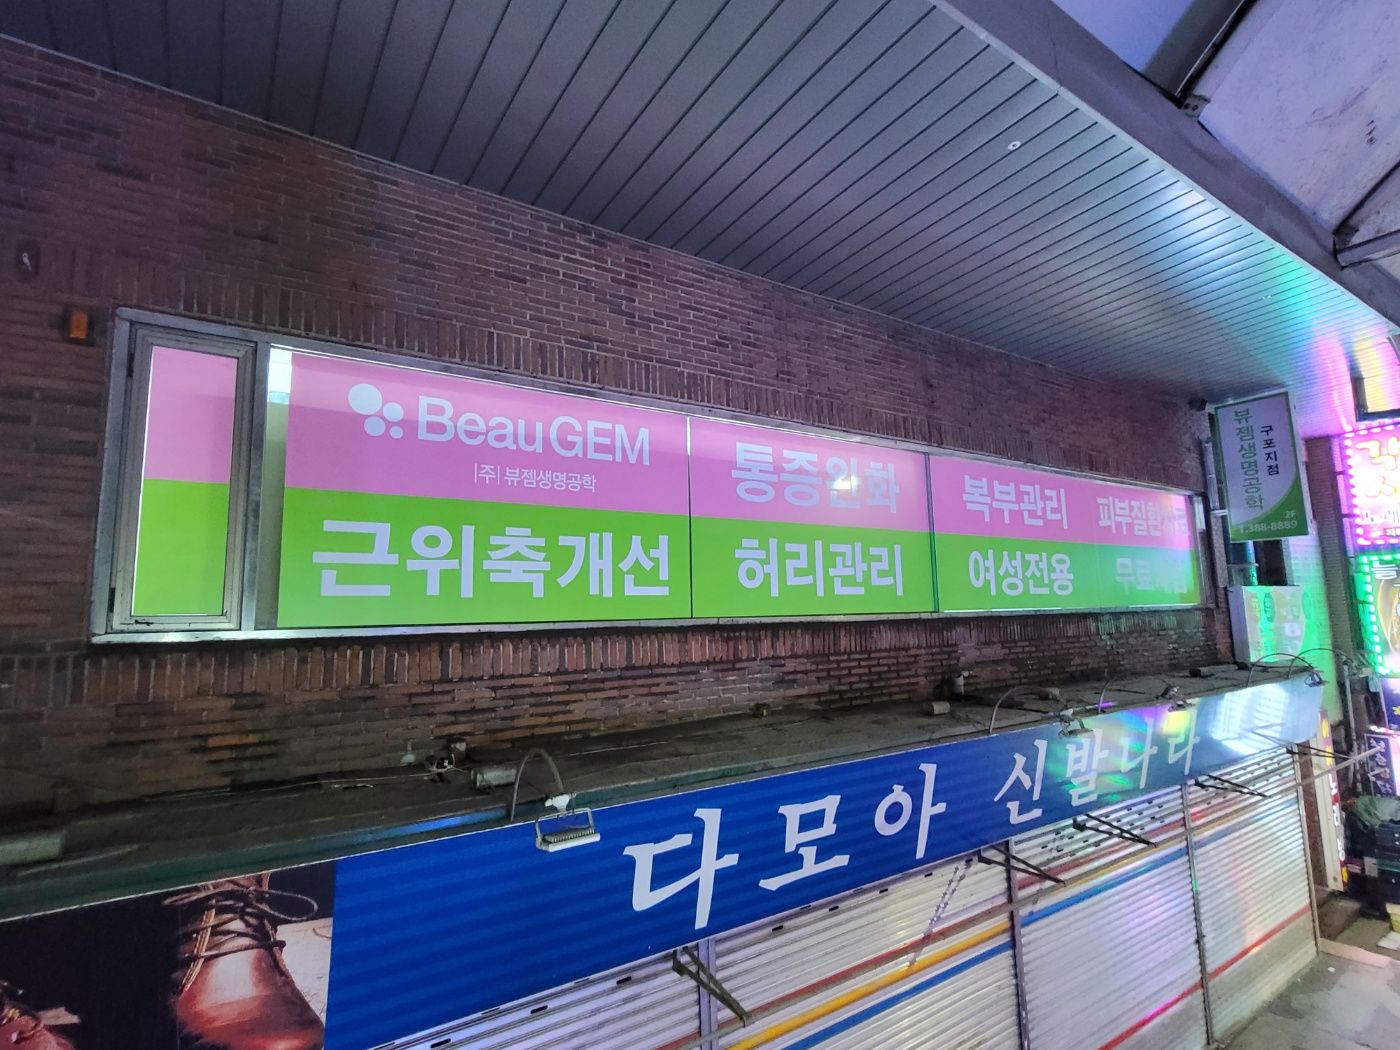 BeauGEM
|주| 뷰젬생명공학
근위축개선
통증완화
허리관리
복부관리
여성전용
뷰젬생명공학
구포지점
2F
다모아 신발나라